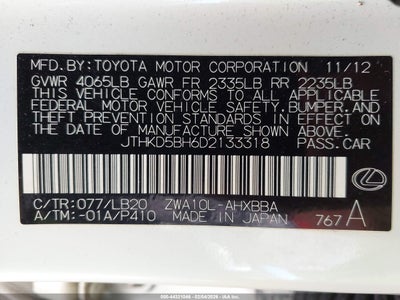 MFD.BY:TOYOTA MOTOR CORPORATION 11/12
GVWR 4065LB GAWR FR 2335LB RR 2235LB
THIS VEHICLE CONFORMS TO ALL APPLICABLE
FEDERAL MOTOR VEHICLE SAFETY,BUMPER,AND
THEFT PREVENTION STANDARDS IN EFFECT ON
THE DATE OF MANUFACTURE SHOWN ABOVE.
JTHKD5BH6D2133318 PASS.CAR
C/TR:077/LB20 ZWA10L-AHXBBA
A/TM:-01A/P410 MADE IN JAPAN 767A